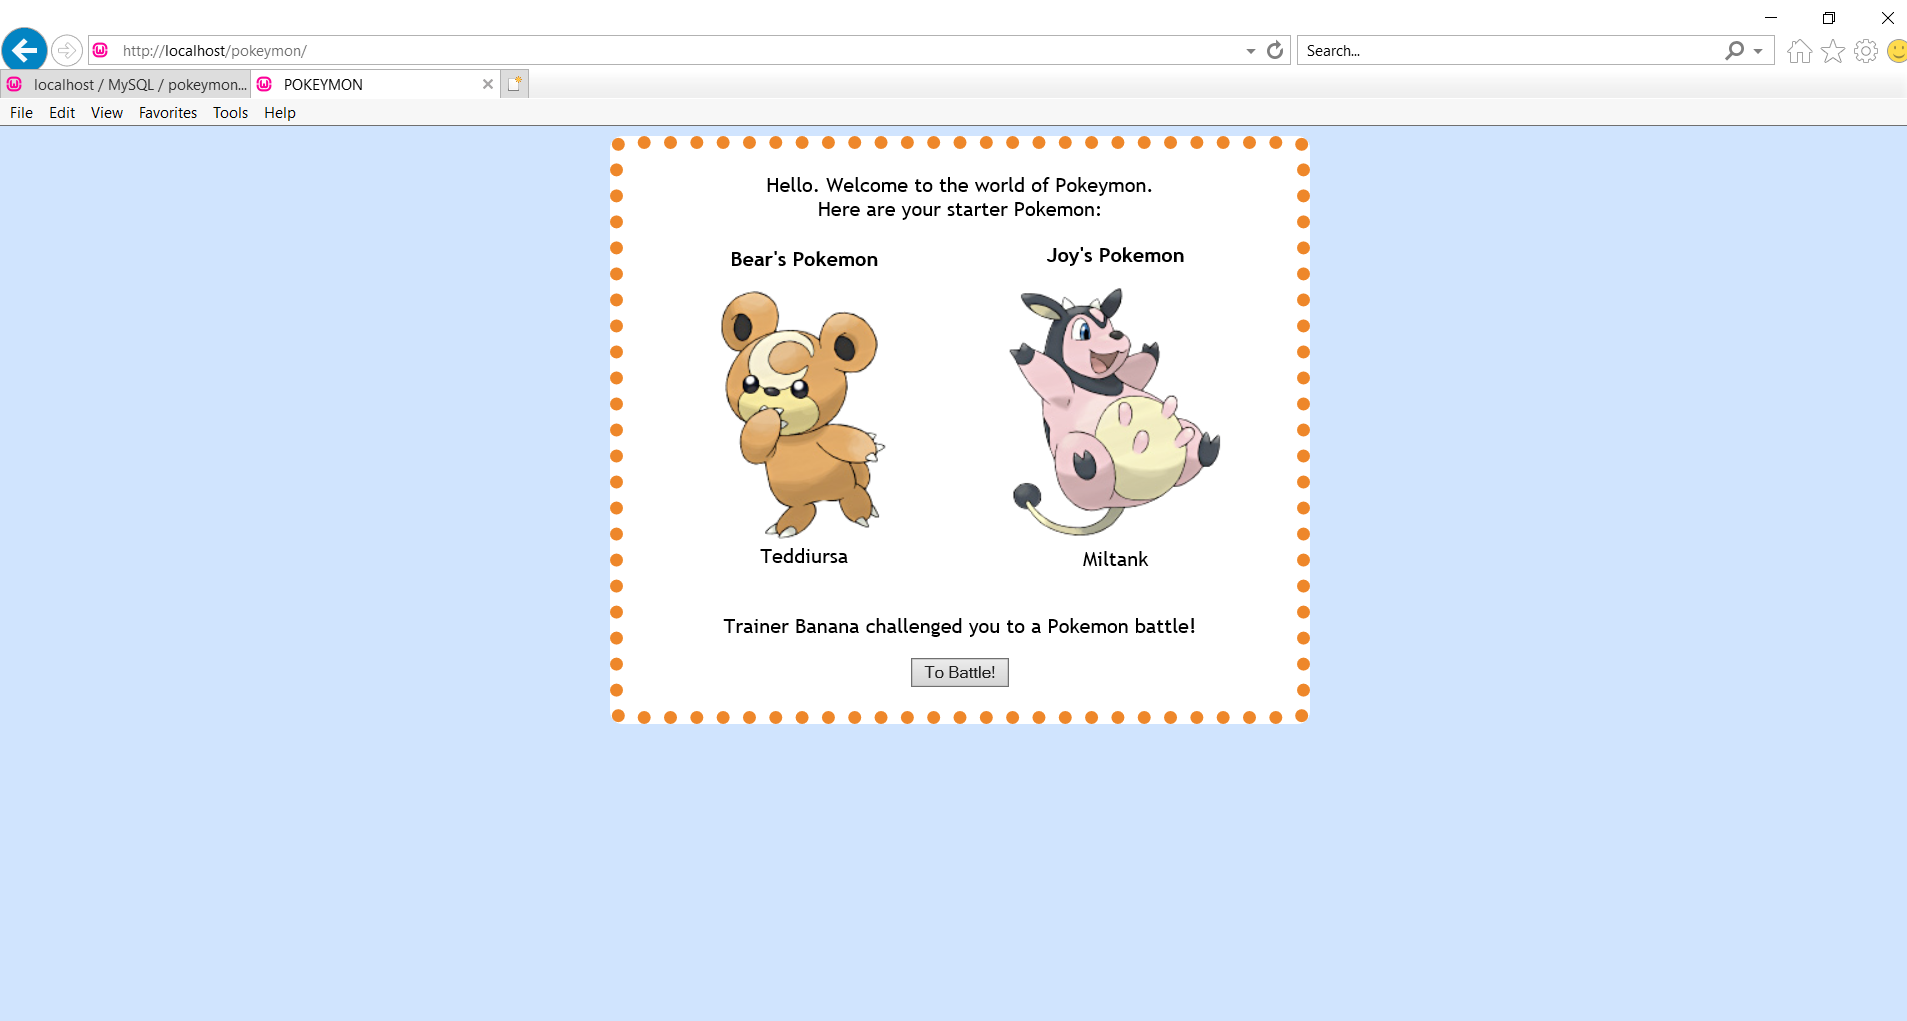 http://localhost/pokeymon/
Search...
localhost / MySQL / pokeymon...
POKEYMON
File Edit View Favorites Tools Help
Hello. Welcome to the world of Pokeymon.
Here are your starter Pokemon:
Bear's Pokemon
Joy's Pokemon
Teddiursa
Miltank
Trainer Banana challenged you to a Pokemon battle!
To Battle!